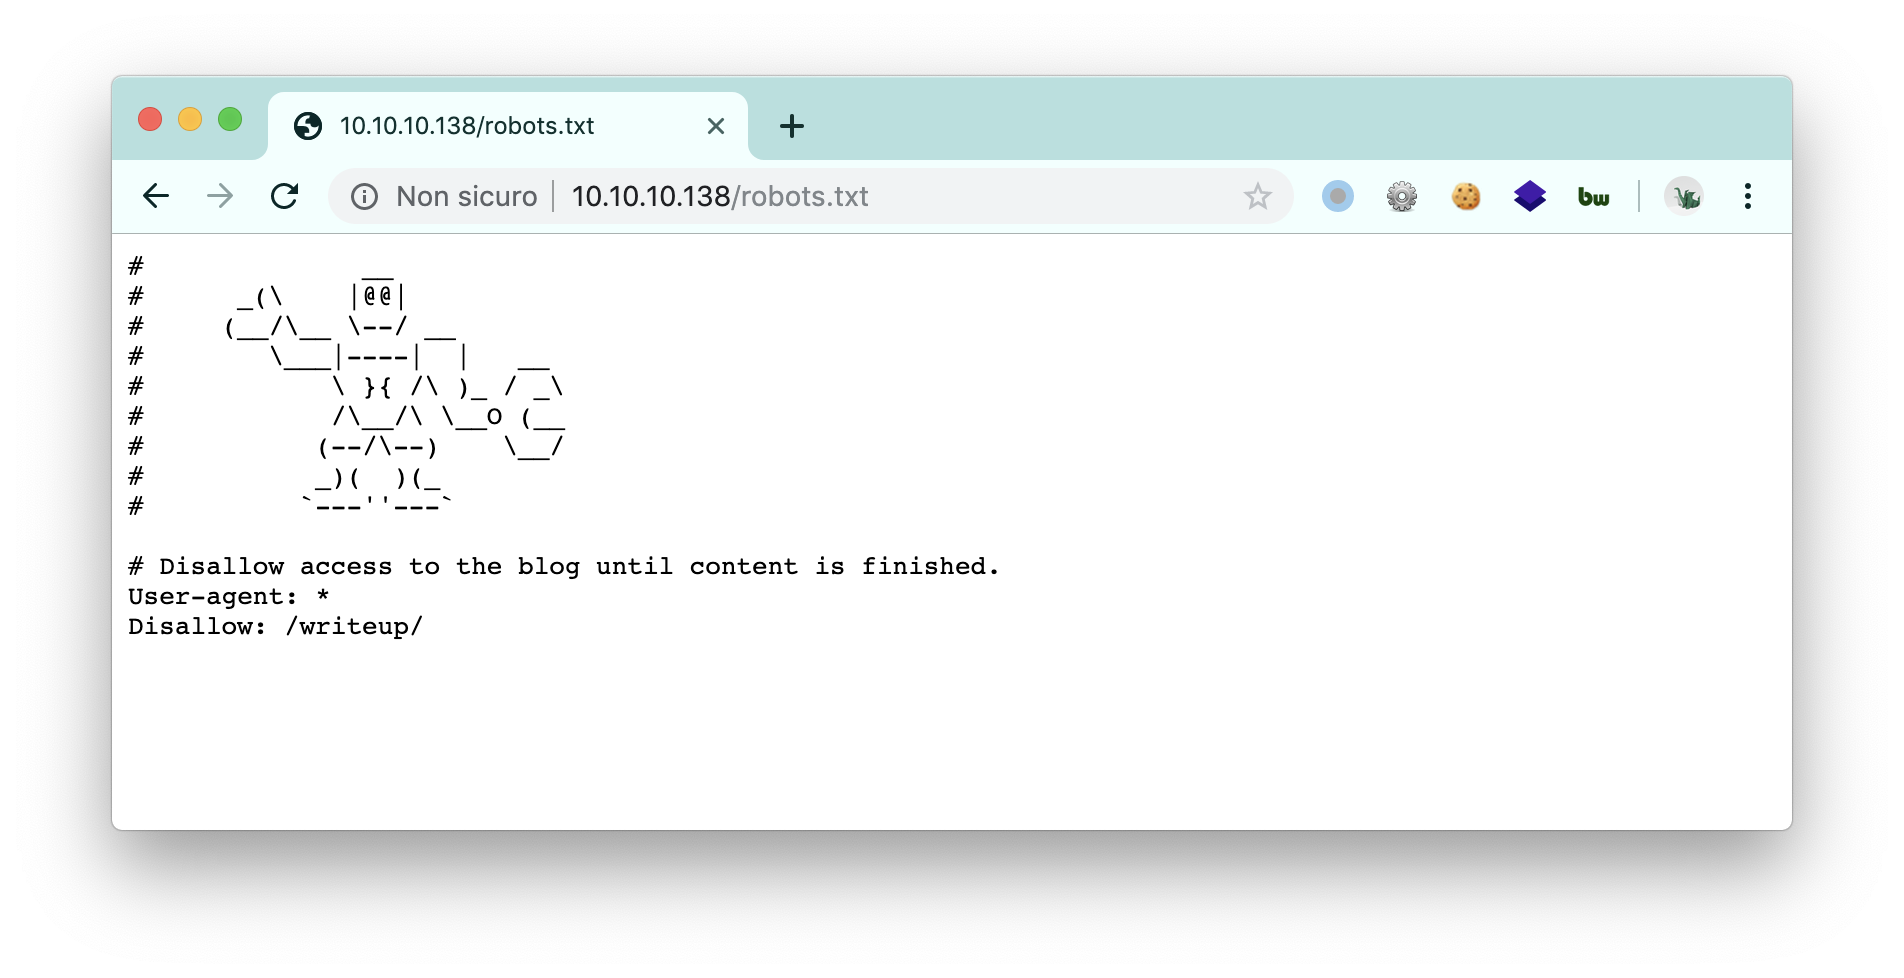 10.10.10.138/robots.txt
Non sicuro 10.10.10.138/robots.txt
bw
#              __
#      _(\    |@@|
#     (__/\__ \--/ __
#        \___|----|  |   __
#            \ }{ /\ )_ / _\
#            /\__/\ \__O (__
#           (--/\--)    \__/
#           _)(  )(_
#          `---''---`
# Disallow access to the blog until content is finished.
User-agent: *
Disallow: /writeup/